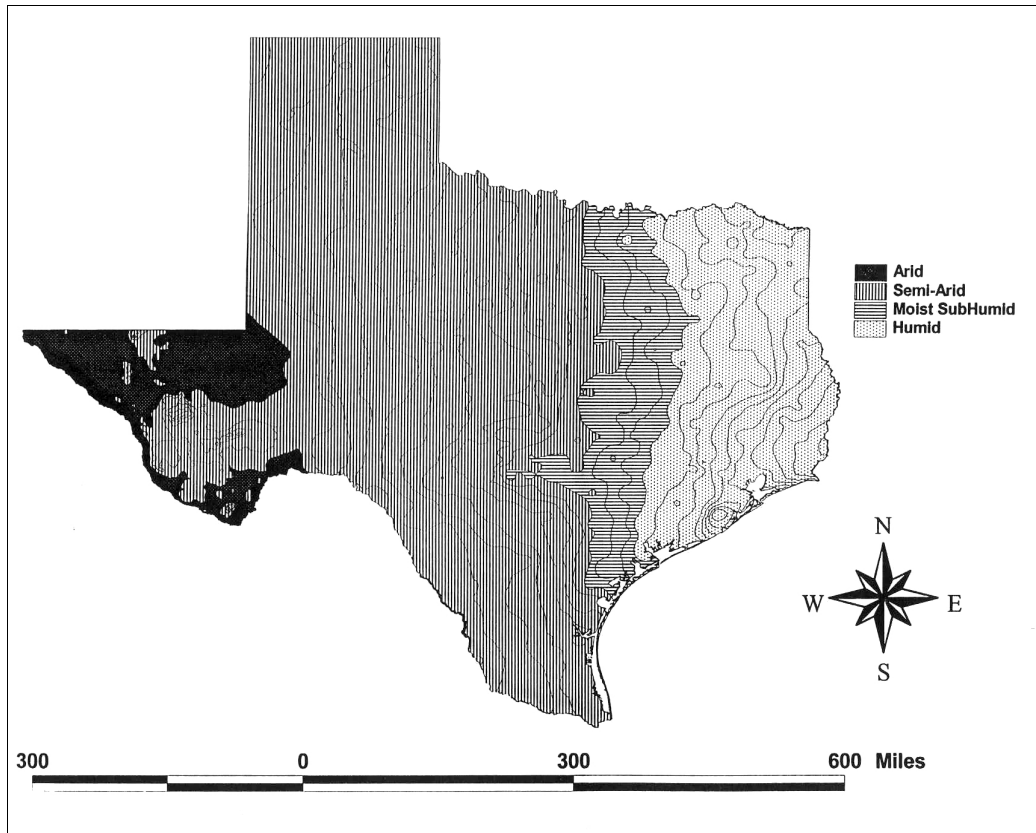 Arid
Semi-Arid
Moist SubHumid
Humid
N
W E
S
300 0 300 600 Miles